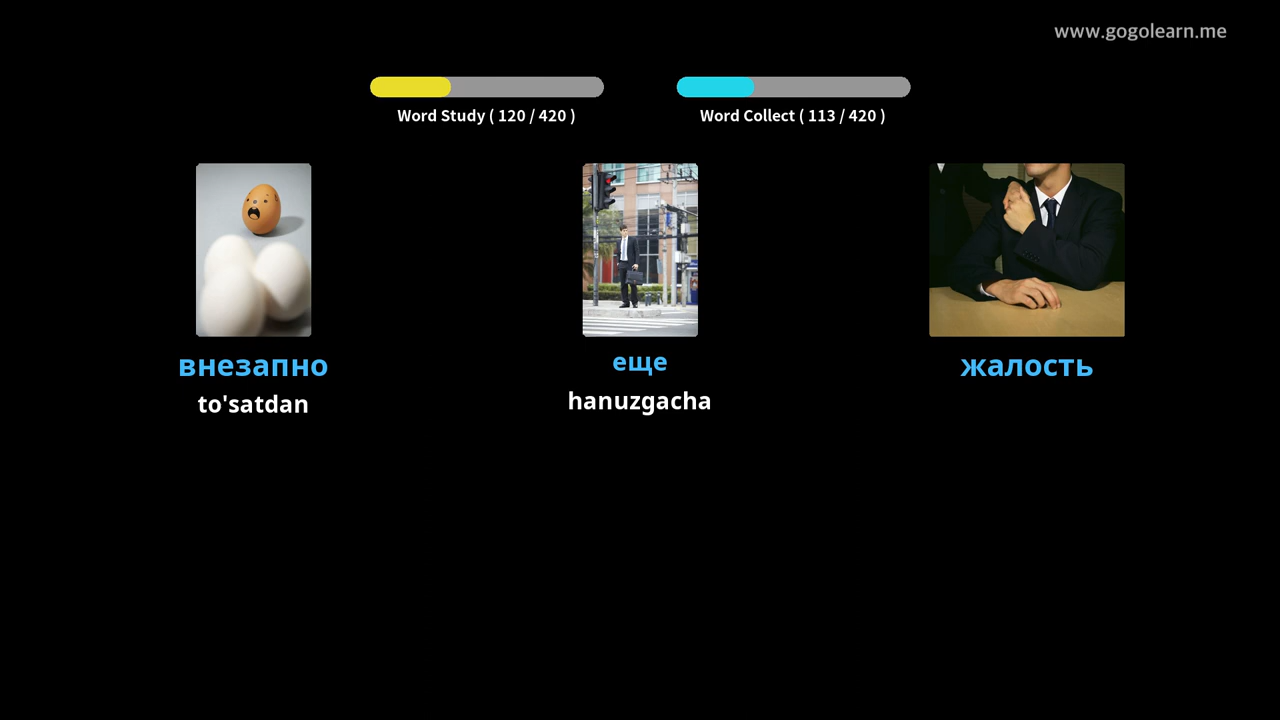 www.gogolearn.me
Word Study ( 120 / 420 )
Word Collect ( 113 / 420 )
внезапно
to'satdan
еще
hanuzgacha
жалость